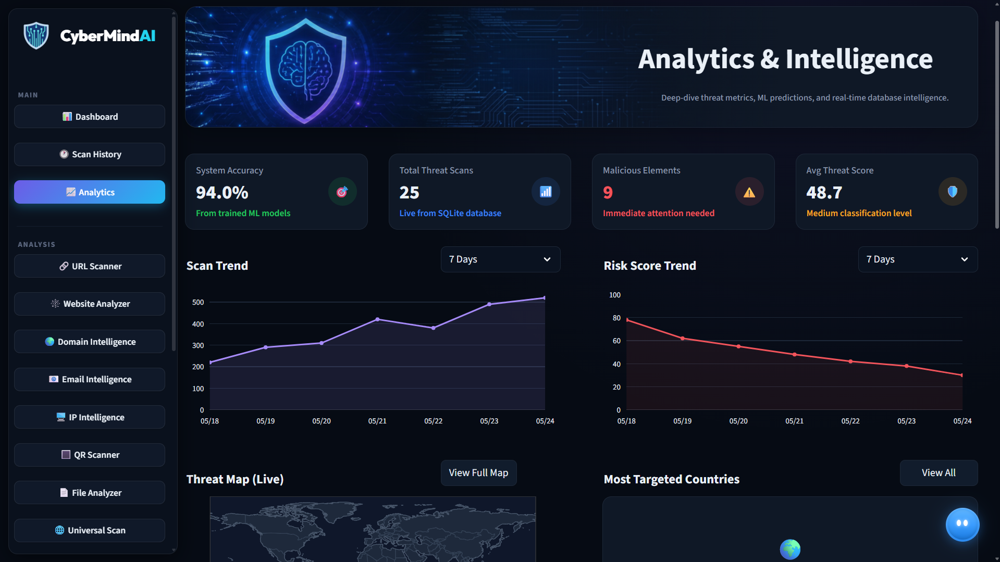 CyberMindAI
MAIN
Dashboard
Scan History
Analytics
ANALYSIS
URL Scanner
Website Analyzer
Domain Intelligence
Email Intelligence
IP Intelligence
QR Scanner
File Analyzer
Universal Scan
Analytics & Intelligence
Deep-dive threat metrics, ML predictions, and real-time database intelligence.
System Accuracy
94.0%
From trained ML models
Total Threat Scans
25
Live from SQLite database
Malicious Elements
9
Immediate attention needed
Avg Threat Score
48.7
Medium classification level
Scan Trend
7 Days
500
400
300
200
100
0
05/18 05/19 05/20 05/21 05/22 05/23 05/24
Risk Score Trend
7 Days
100
80
60
40
20
0
05/18 05/19 05/20 05/21 05/22 05/23 05/24
Threat Map (Live)
View Full Map
Most Targeted Countries
View All